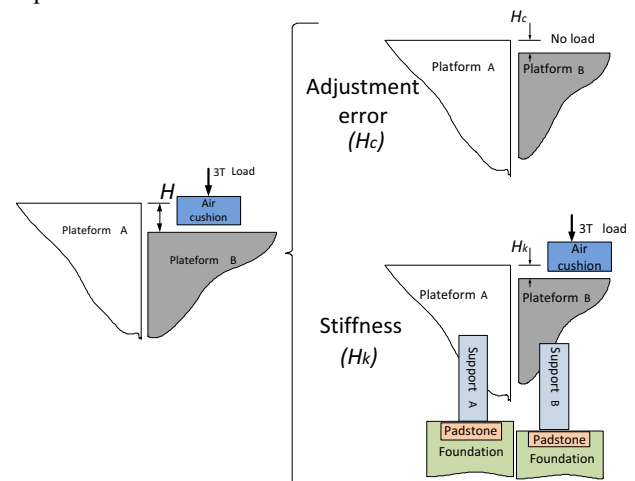 H
3T Load
Air
cushion
Plateform A
Plateform B
Adjustment
error
(Hc)
Hc
No load
Platform A
Platform B
Stiffness
(Hk)
Hk
3T load
Air
cushion
Plateform A
Plateform B
Support A
Support B
Padstone
Foundation
Padstone
Foundation